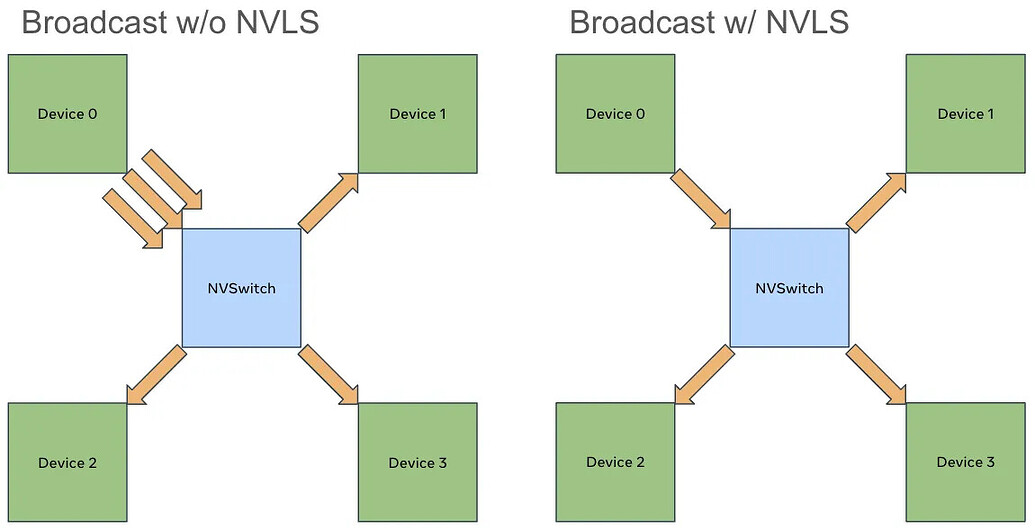 Broadcast w/o NVLS
Device 0
Device 1
NVSwitch
Device 2
Device 3
Broadcast w/ NVLS
Device 0
Device 1
NVSwitch
Device 2
Device 3